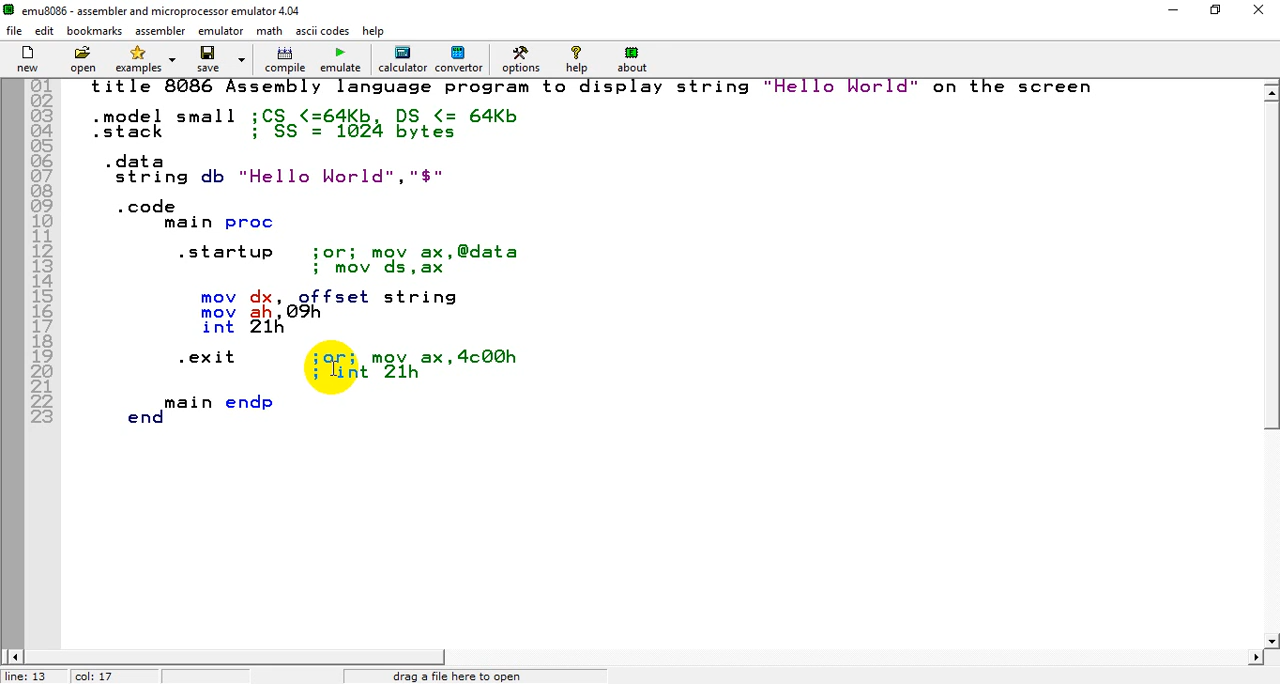 emu8086 - assembler and microprocessor emulator 4.04
file edit bookmarks assembler emulator math ascii codes help
new open examples save compile emulate calculator convertor options help about
01 title 8086 Assembly language program to display string "Hello World" on the screen
02
03 .model small ;CS <=64Kb, DS <= 64Kb
04 .stack ; SS = 1024 bytes
05
06 .data
07 string db "Hello World","$"
08
09 .code
10 main proc
11
12 .startup ;or; mov ax,@data
13 ; mov ds,ax
14
15 mov dx, offset string
16 mov ah,09h
17 int 21h
18
19 .exit ;or; mov ax,4c00h
20 ; int 21h
21
22 main endp
23 end
line: 13 col: 17 drag a file here to open